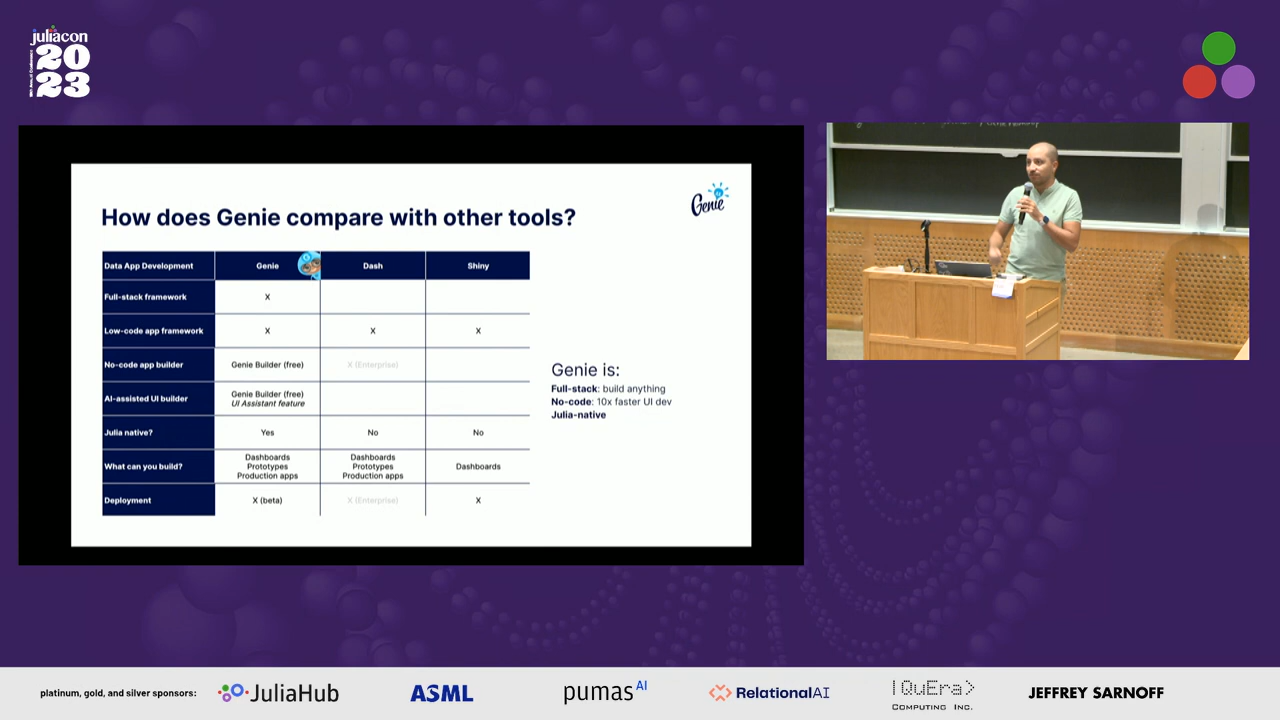 juliacon
2023
Genie
How does Genie compare with other tools?
Data App Development Genie Dash Shiny
Full-stack framework X
Low-code app framework X X X
No-code app builder Genie Builder (free) X (Enterprise)
AI-assisted UI builder Genie Builder (free)
UI Assistant feature
Julia native? Yes No No
What can you build? Dashboards Prototypes Production apps Dashboards Prototypes Production apps Dashboards
Deployment X (beta) X (Enterprise) X
Genie is:
Full-stack: build anything
No-code: 10x faster UI dev
Julia-native
platinum, gold, and silver sponsors: JuliaHub ASML pumasAI RelationalAI |QuEra> COMPUTING INC. JEFFREY SARNOFF